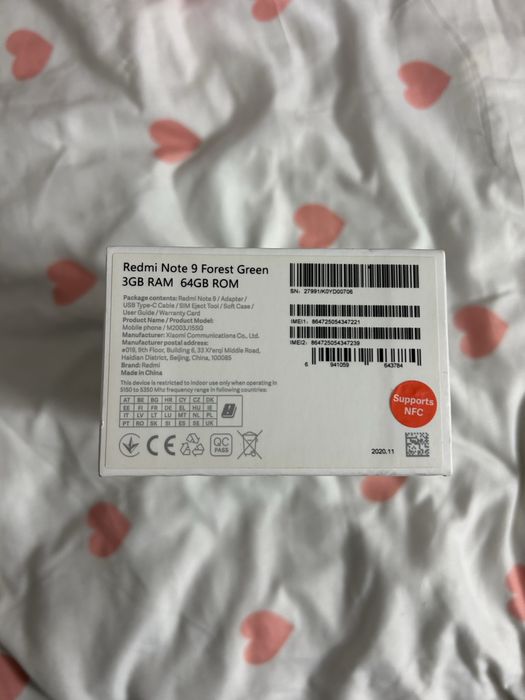 Redmi Note 9 Forest Green
3GB RAM 64GB ROM
Package contents: Redmi Note 9 / Adapter /
USB Type-C Cable / SIM Eject Tool / Soft Case /
User Guide / Warranty Card
Product Name / Product Model:
Mobile phone / M2003J15SG
Manufacturer: Xiaomi Communications Co., Ltd.
Manufacturer postal address:
#019, 9th Floor, Building 6, 33 Xi'erqi Middle Road,
Haidian District, Beijing, China, 100085
Brand: Redmi
Made in China
This device is restricted to indoor use only when operating in
5150 to 5350 Mhz frequency range in following countries:
AT BE BG HR CY CZ DK
EE FI FR DE EL HU IE
IT LV LT LU MT NL PL
PT RO SK SI ES SE UK
CE
QC
PASS
SN: 27991/K0YD00706
IMEI1: 864725054347221
IMEI2: 864725054347239
6 941059 643784
Supports
NFC
2020.11